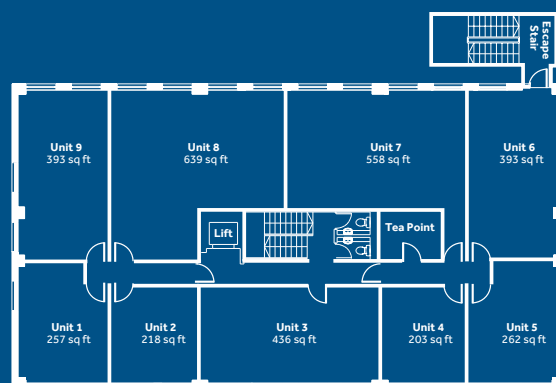 Escape
Stair
Unit 9
393 sq ft
Unit 8
639 sq ft
Unit 7
558 sq ft
Unit 6
393 sq ft
Lift
Tea Point
Unit 1
257 sq ft
Unit 2
218 sq ft
Unit 3
436 sq ft
Unit 4
203 sq ft
Unit 5
262 sq ft